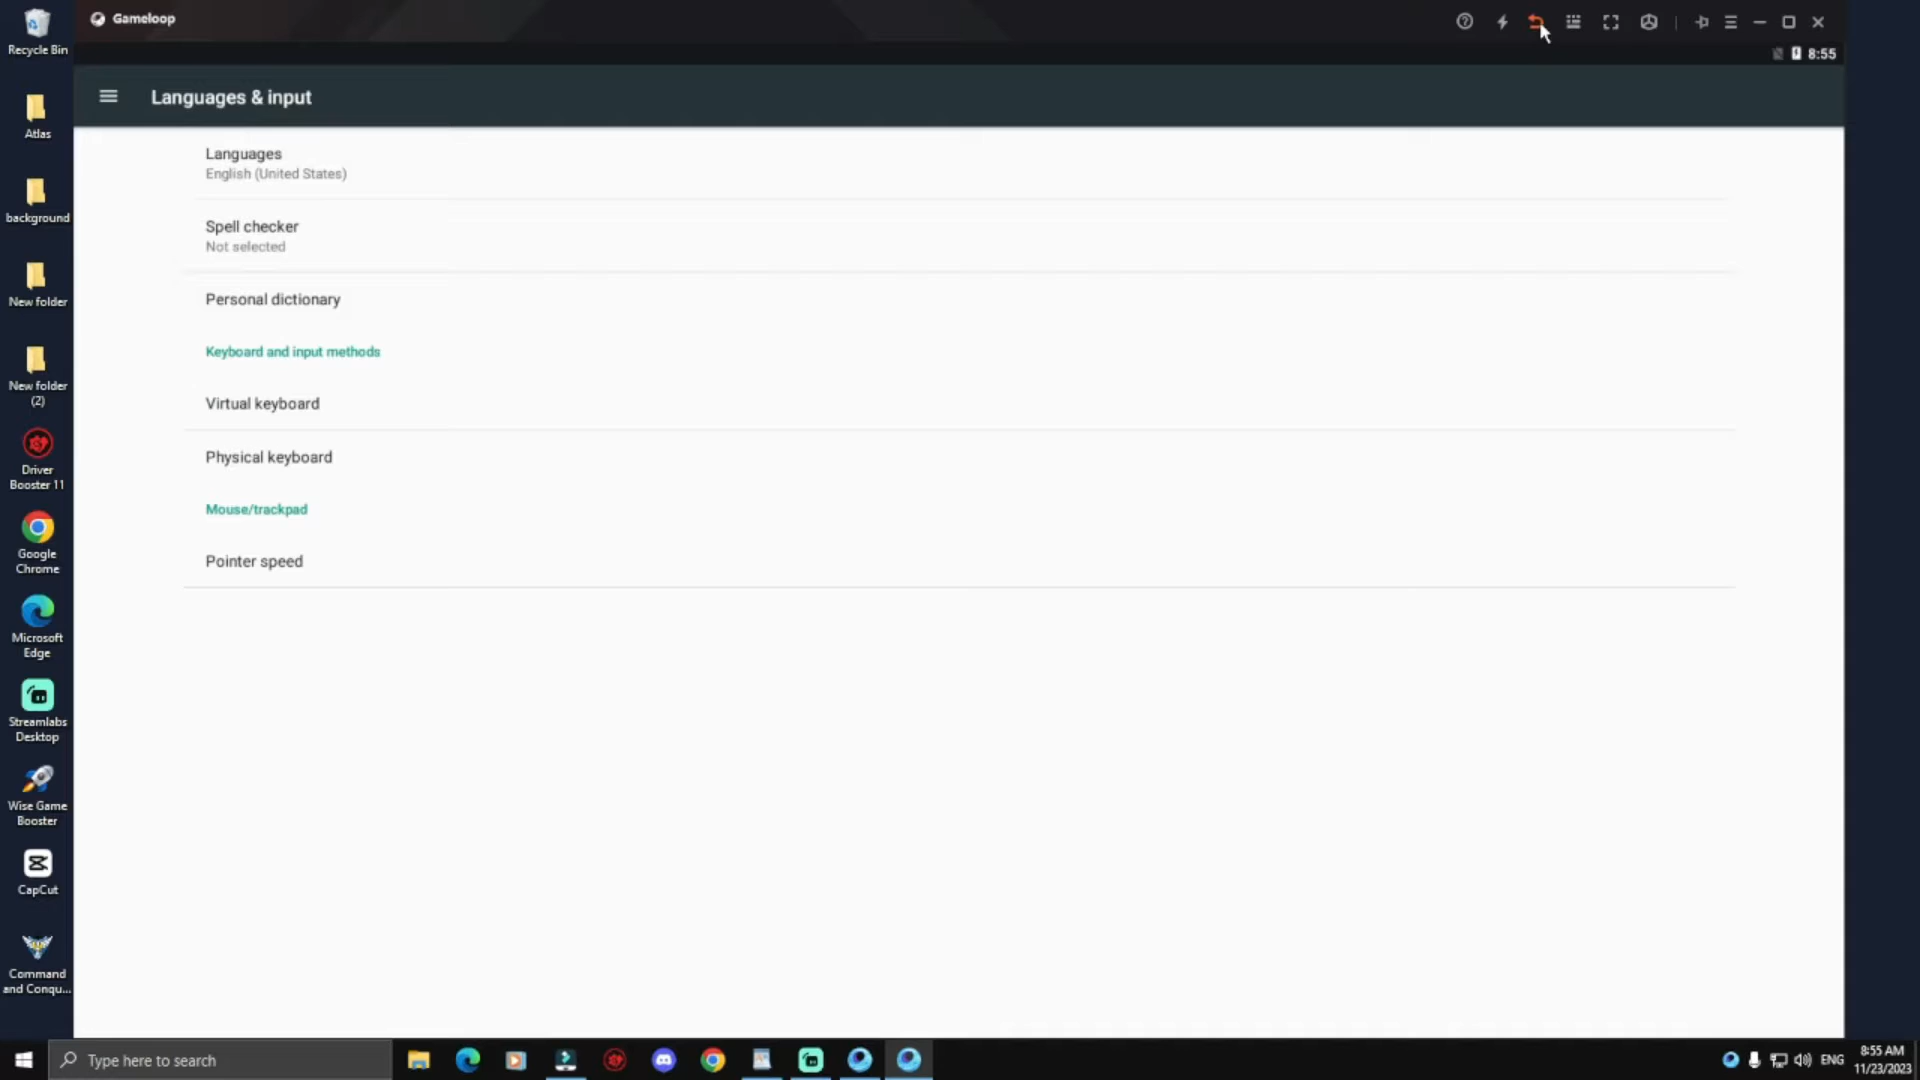 Gameloop
8:55
Languages & input
Languages
English (United States)
Spell checker
Not selected
Personal dictionary
Keyboard and input methods
Virtual keyboard
Physical keyboard
Mouse/trackpad
Pointer speed
Recycle Bin
Atlas
background
New folder
New folder
(2)
Driver
Booster 11
Google
Chrome
Microsoft
Edge
Streamlabs
Desktop
Wise Game
Booster
CapCut
Command
and Conqu...
Type here to search
ENG
8:55 AM
11/23/2023